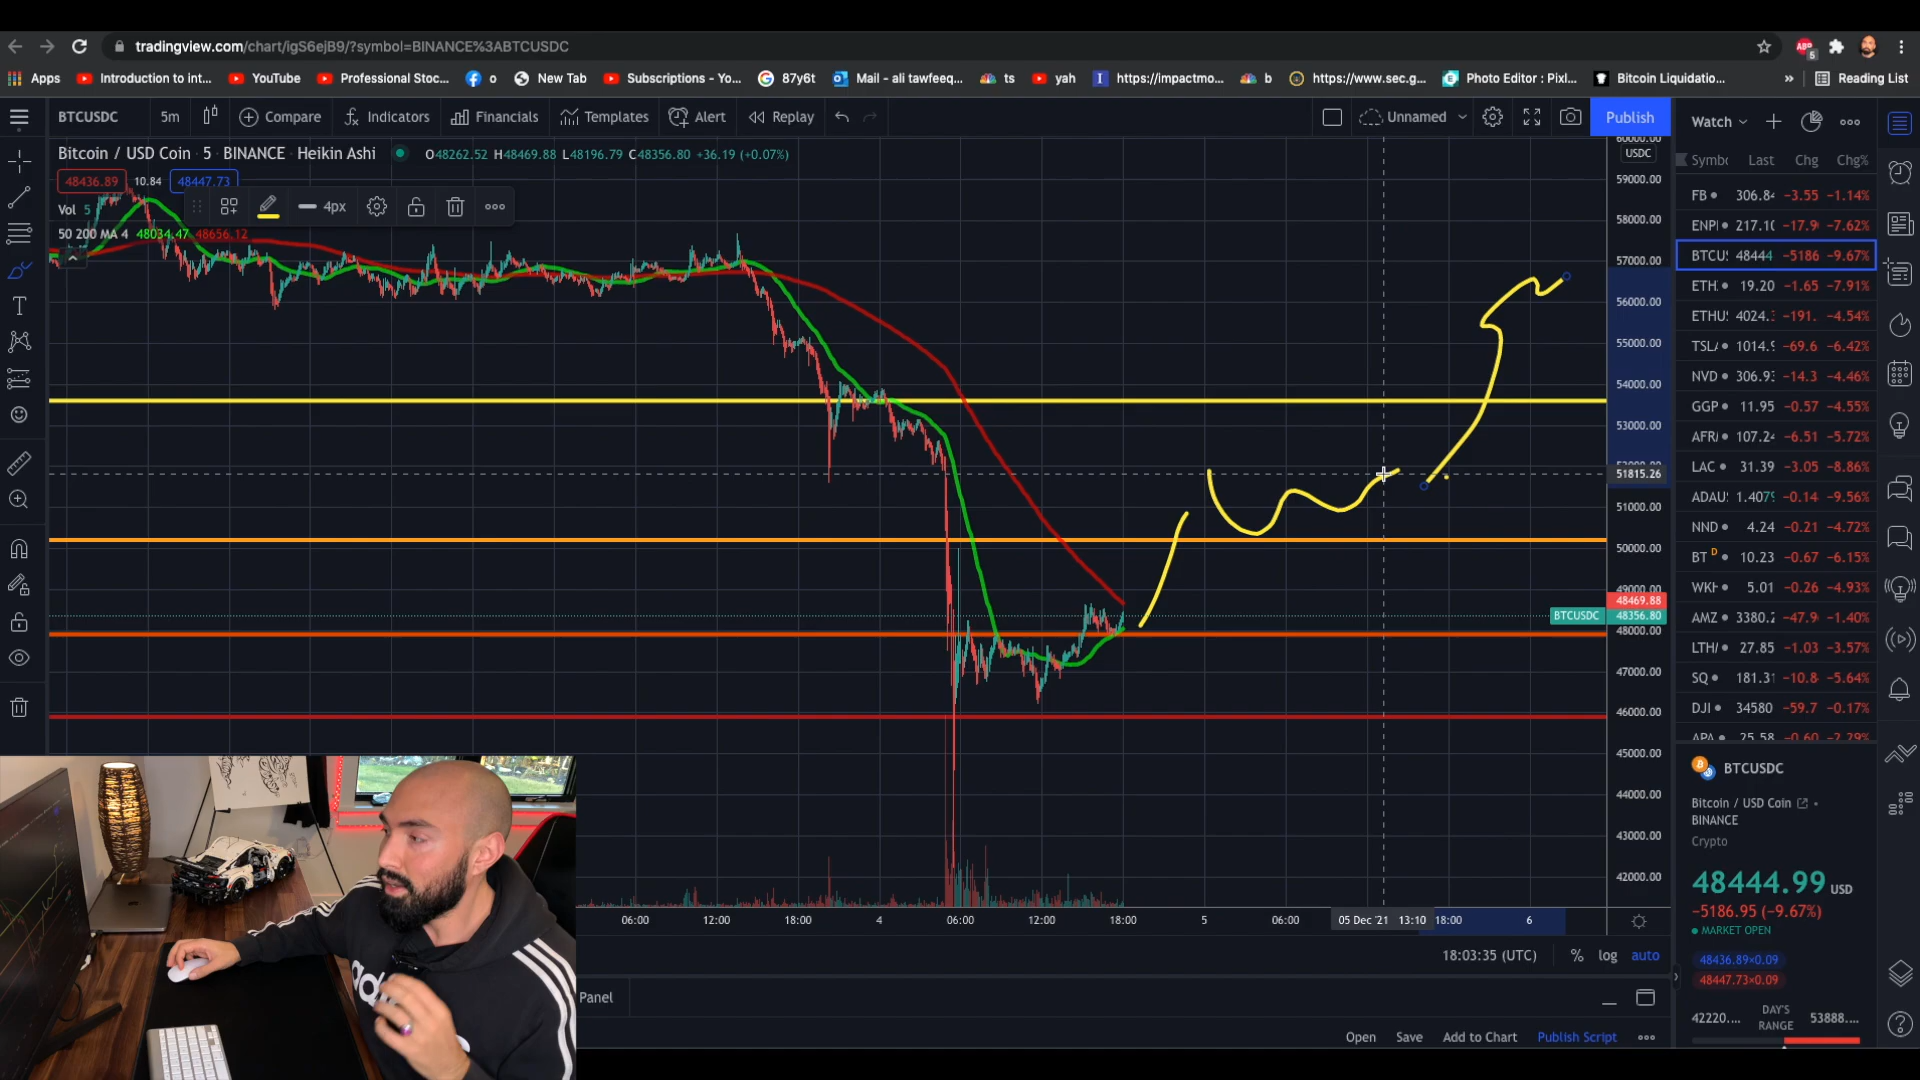 tradingview.com/chart/igS6ejB9/?symbol=BINANCE%3ABTCUSDC
Apps Introduction to int... YouTube Professional Stoc... o New Tab Subscriptions - Yo... 87y6t Mail - ali tawfeeq... ts yah https://impactmo... b https://www.sec.g... Photo Editor : Pixl... Bitcoin Liquidatio... » Reading List
BTCUSDC 5m Compare Indicators Financials Templates Alert Replay Unnamed Publish
Watch
Bitcoin / USD Coin · 5 · BINANCE · Heikin Ashi O48262.52 H48469.88 L48196.79 C48356.80 +36.19 (+0.07%)
48436.89 10.84 48447.73
Vol 5
4px
50 200 MA 4 48034.47 48656.12
USDC
59000.00
58000.00
57000.00
56000.00
55000.00
54000.00
53000.00
51815.26
51000.00
50000.00
49000.00
48469.88
BTCUSDC 48356.80
48000.00
47000.00
46000.00
45000.00
44000.00
43000.00
42000.00
Last Chg Chg%
FB 306.84 -3.55 -1.14%
ENPI 217.10 -17.9 -7.62%
BTCU 48444 -5186 -9.67%
ETH 19.20 -1.65 -7.91%
ETHU 4024. -191. -4.54%
TSL 1014.9 -69.6 -6.42%
NVD 306.93 -14.3 -4.46%
GGP 11.95 -0.57 -4.55%
AFR 107.24 -6.51 -5.72%
LAC 31.39 -3.05 -8.86%
ADAU 1.407 -0.14 -9.56%
NND 4.24 -0.21 -4.72%
BT D 10.23 -0.67 -6.15%
WKH 5.01 -0.26 -4.93%
AMZ 3380.2 -47.9 -1.40%
LTH 27.85 -1.03 -3.57%
SQ 181.31 -10.8 -5.64%
DJI 34580 -59.7 -0.17%
06:00 12:00 18:00 4 06:00 12:00 18:00 5 06:00 05 Dec '21 13:10 18:00 6
18:03:35 (UTC) % log auto
Panel
Open Save Add to Chart Publish Script
BTCUSDC
Bitcoin / USD Coin
BINANCE
Crypto
48444.99 USD
-5186.95 (-9.67%)
MARKET OPEN
48436.89×0.09
48447.73×0.09
42220.... DAY'S RANGE 53888....